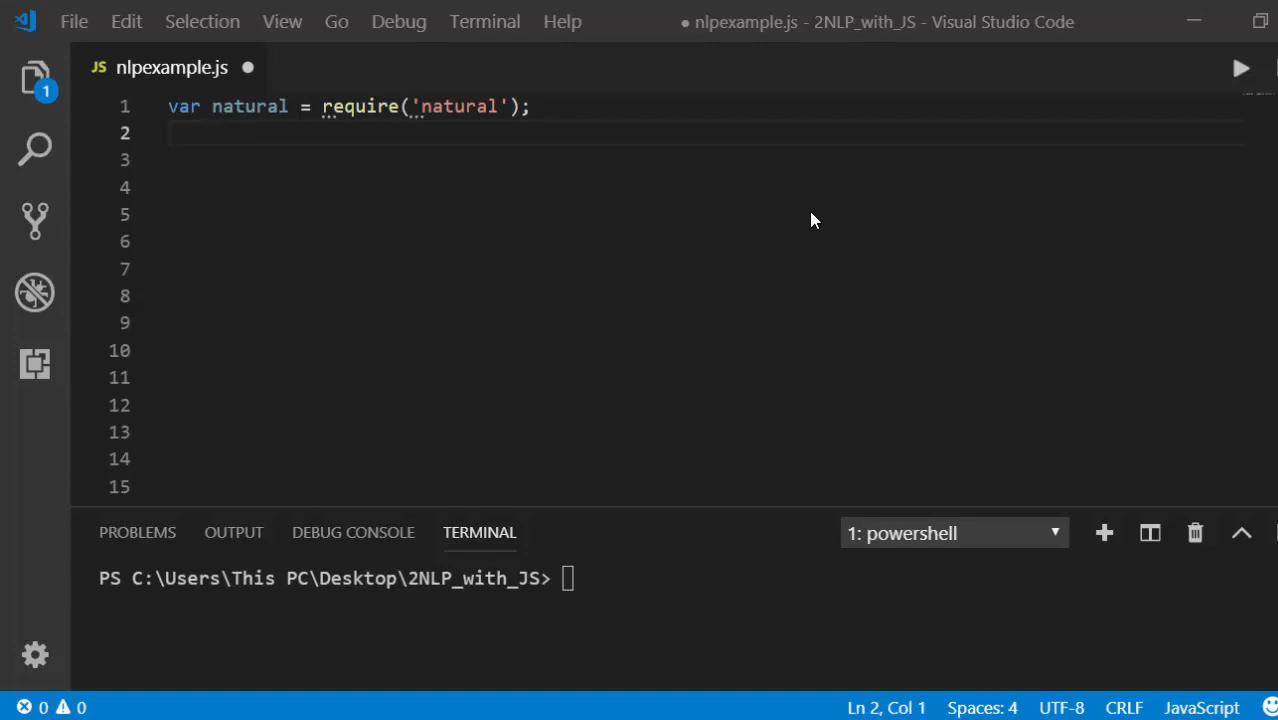 File Edit Selection View Go Debug Terminal Help ● nlpexample.js - 2NLP_with_JS - Visual Studio Code
JS nlpexample.js ●
1 var natural = require('natural');
2
3
4
5
6
7
8
9
10
11
12
13
14
15
PROBLEMS OUTPUT DEBUG CONSOLE TERMINAL 1: powershell
PS C:\Users\This PC\Desktop\2NLP_with_JS>
0 0 Ln 2, Col 1 Spaces: 4 UTF-8 CRLF JavaScript